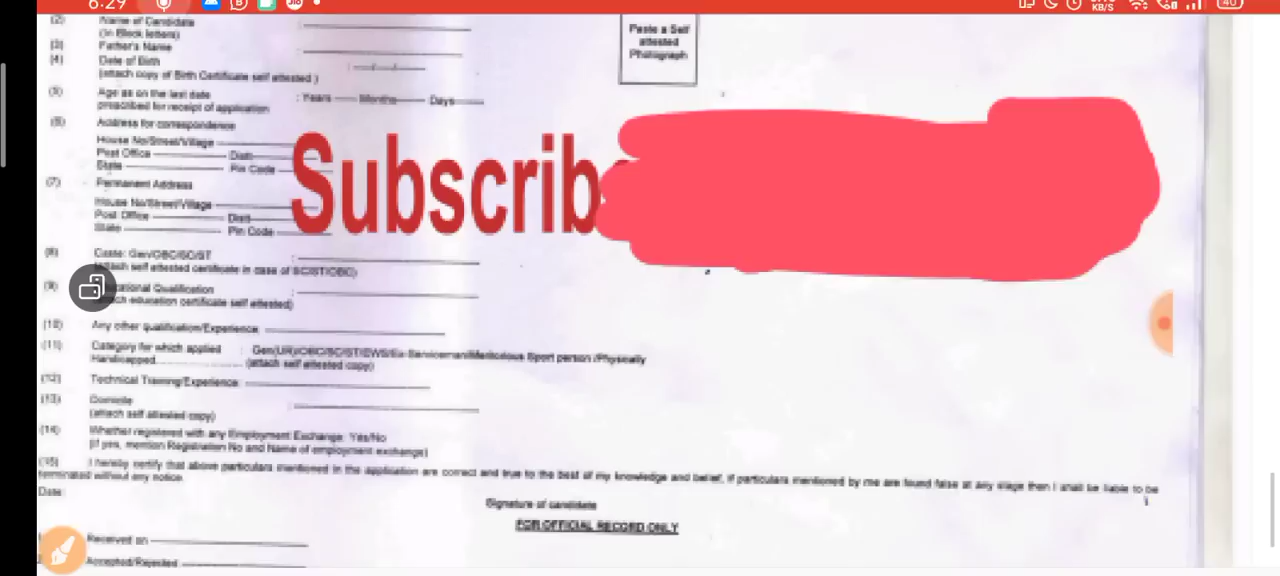 6:29
(2) Name of Candidate
(In Block letters)
Paste a Self
attested
Photograph
(3) Father's Name
(4) Date of Birth
(attach copy of Birth Certificate self attested )
(5) Age as on the last date : Years Months Days
prescribed for receipt of application
(6) Address for correspondence
House No/Street/Village
Post Office Distt
State Pin Code
Subscrib
(7) Permanent Address
House No/Street/Village
Post Office Distt
State Pin Code
(8) Caste: Gen/OBC/SC/ST
(attach self attested certificate in case of SC/ST/OBC)
(9) Qualification
education certificate self attested)
(10) Any other qualification/Experience
(11) Category for which applied : Gen(UR)/OBC/SC/ST/EWS/Ex-Serviceman/Meritorious Sport person /Physically
Handicapped (attach self attested copy)
(12) Technical Training/Experience
(13) Domicile
(attach self attested copy)
(14) Whether registered with any Employment Exchange: Yes/No
(If yes, mention Registration No and Name of employment exchange)
(15) I hereby certify that above particulars mentioned in the application are correct and true to the best of my knowledge and belief, if particulars mentioned by me are found false at any stage then I shall be liable to be
terminated without any notice.
Date:
Signature of candidate
FOR OFFICIAL RECORD ONLY
Received on
Accepted/Rejected